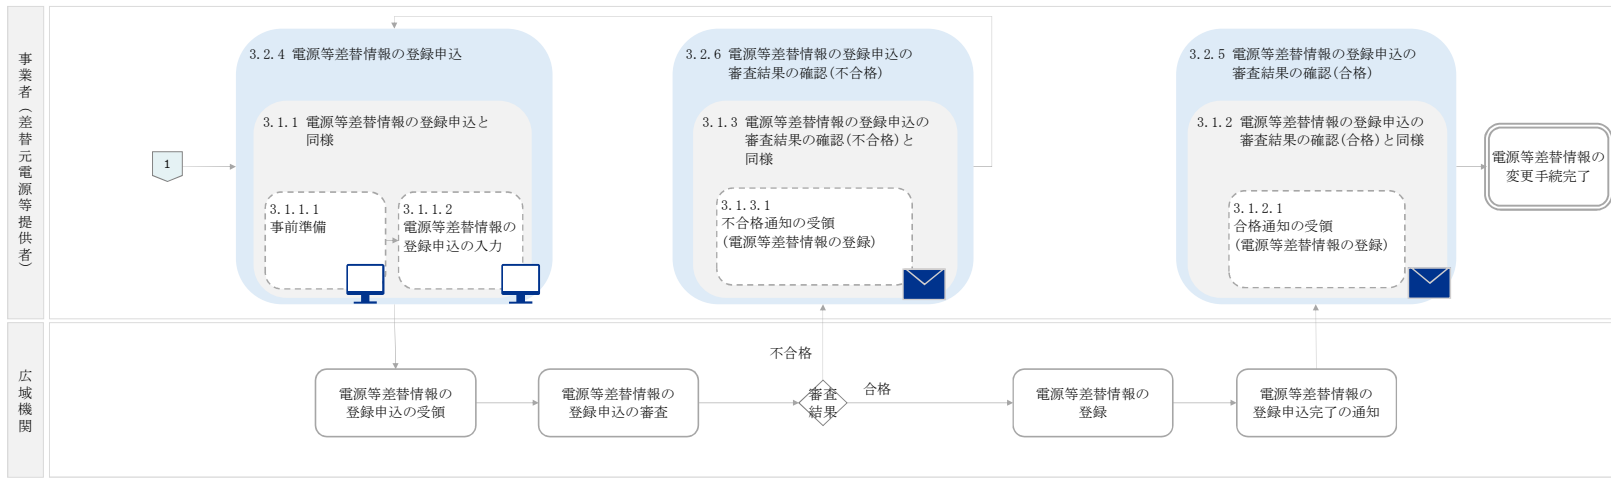 事業者（差替元電源等提供者）
1
3.2.4 電源等差替情報の登録申込
3.1.1 電源等差替情報の登録申込と
同様
3.1.1.1
事前準備
3.1.1.2
電源等差替情報の
登録申込の入力
3.2.6 電源等差替情報の登録申込の
審査結果の確認(不合格)
3.1.3 電源等差替情報の登録申込の
審査結果の確認(不合格)と
同様
3.1.3.1
不合格通知の受領
(電源等差替情報の登録)
3.2.5 電源等差替情報の登録申込の
審査結果の確認(合格)
3.1.2 電源等差替情報の登録申込の
審査結果の確認(合格)と同様
3.1.2.1
合格通知の受領
(電源等差替情報の登録)
電源等差替情報の
変更手続完了
広域機関
電源等差替情報の
登録申込の受領
電源等差替情報の
登録申込の審査
審査
結果
不合格
合格
電源等差替情報の
登録
電源等差替情報の
登録申込完了の通知